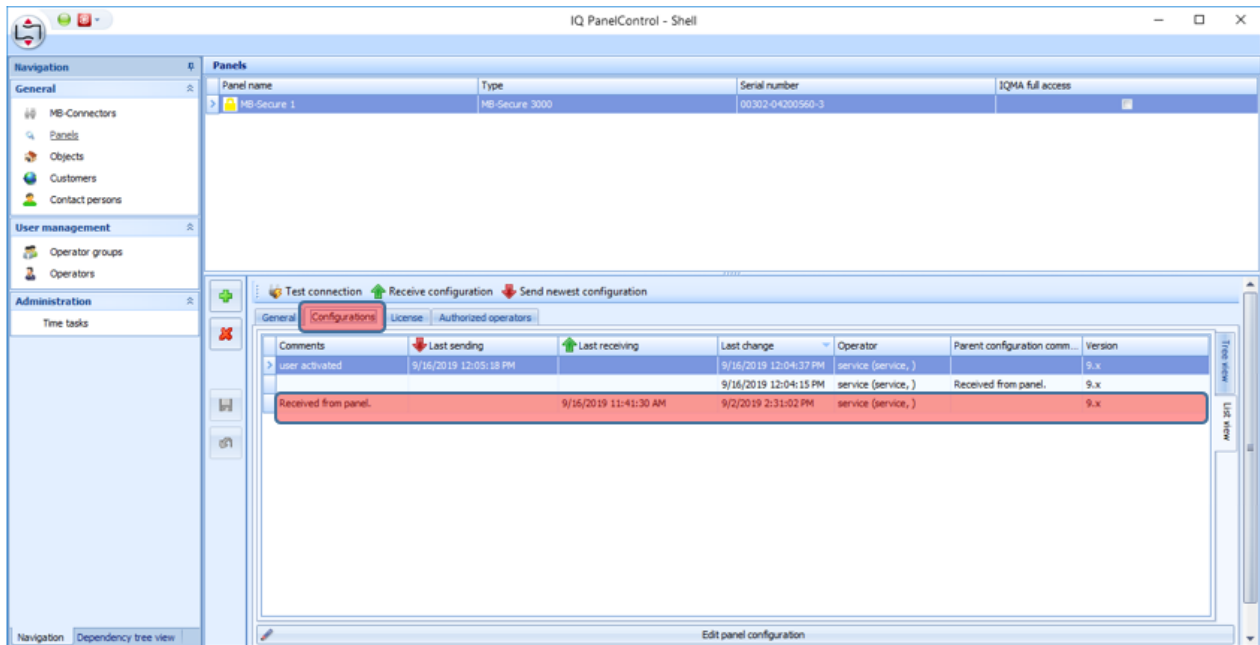 IQ PanelControl - Shell
Navigation
General
MB-Connectors
Panels
Objects
Customers
Contact persons
User management
Operator groups
Operators
Administration
Time tasks
Navigation Dependency tree view
Panels
Panel name Type Serial number IQMA full access
MB-Secure 1 MB-Secure 3000 00302-04200560-3
Test connection Receive configuration Send newest configuration
General Configurations License Authorized operators
Comments Last sending Last receiving Last change Operator Parent configuration comm... Version
user activated 9/16/2019 12:05:18 PM 9/16/2019 12:04:37 PM service (service, ) 9.x
9/16/2019 12:04:15 PM service (service, ) Received from panel. 9.x
Received from panel. 9/16/2019 11:41:30 AM 9/2/2019 2:31:02 PM service (service, ) 9.x
Tree view
List view
Edit panel configuration